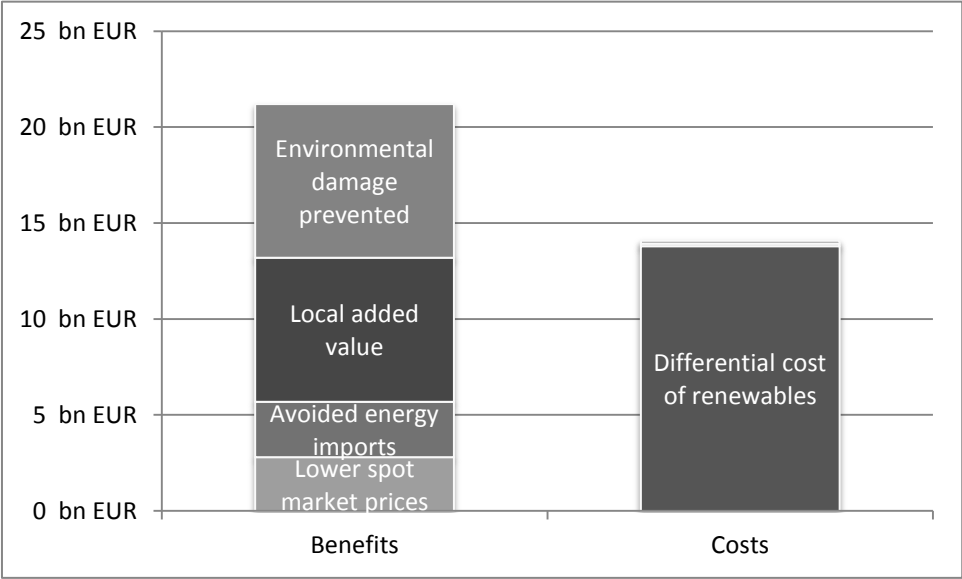 25 bn EUR
20 bn EUR
15 bn EUR
10 bn EUR
5 bn EUR
0 bn EUR
Environmental
damage
prevented
Local added
value
Avoided energy
imports
Lower spot
market prices
Differential cost
of renewables
Benefits
Costs